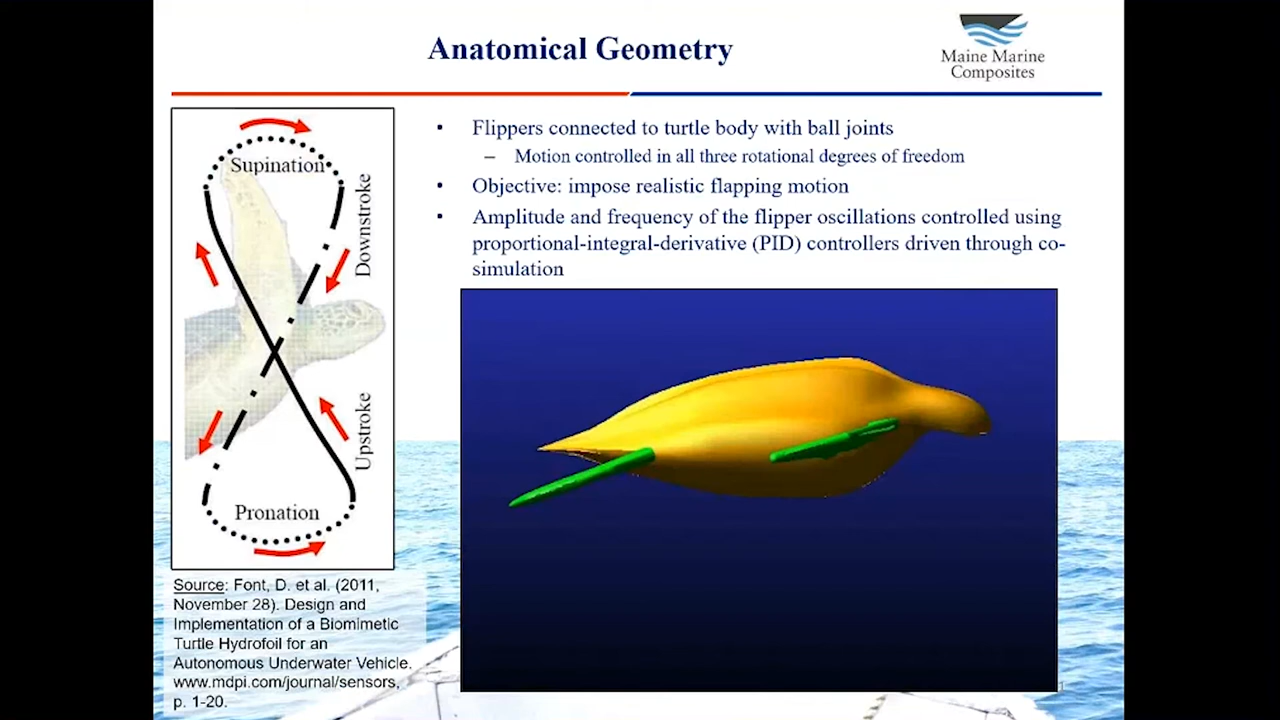 Anatomical Geometry
Maine Marine
Composites
Supination
Downstroke
Upstroke
Pronation
• Flippers connected to turtle body with ball joints
– Motion controlled in all three rotational degrees of freedom
• Objective: impose realistic flapping motion
• Amplitude and frequency of the flipper oscillations controlled using
proportional-integral-derivative (PID) controllers driven through co-
simulation
Source: Font, D. et al. (2011,
November 28). Design and
Implementation of a Biomimetic
Turtle Hydrofoil for an
Autonomous Underwater Vehicle.
www.mdpi.com/journal/sensors,
p. 1-20.